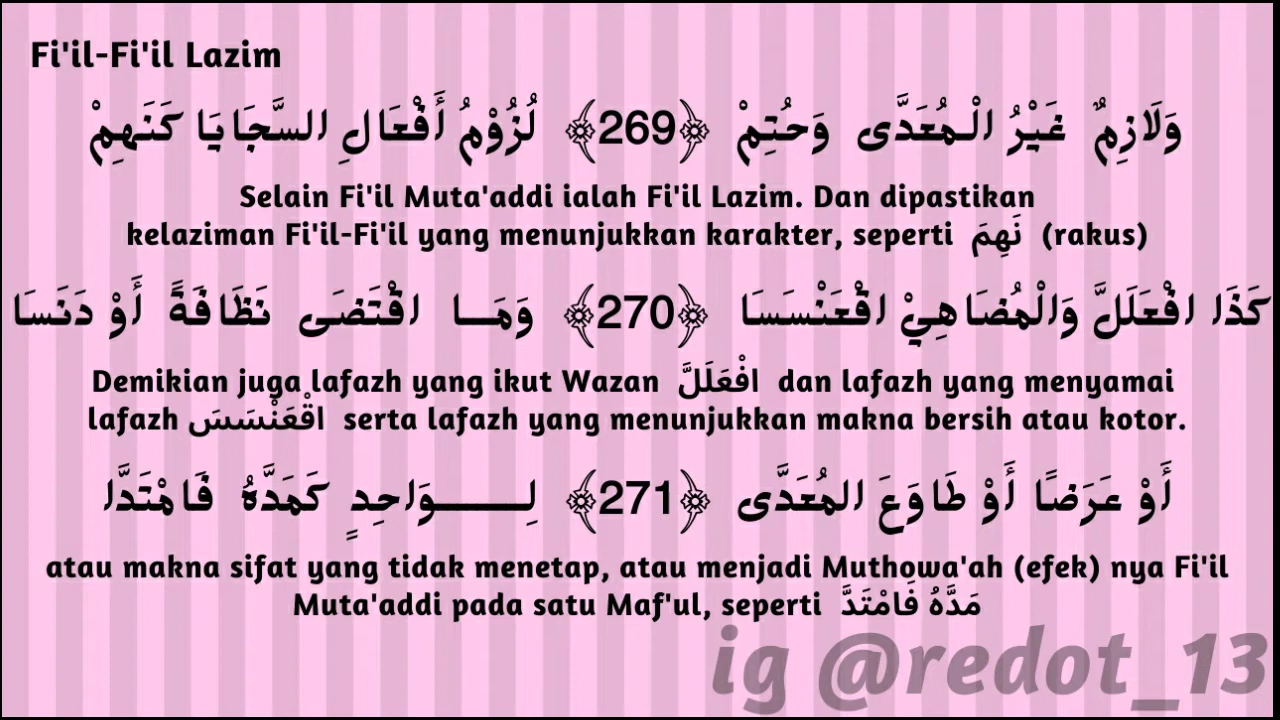 Fi'il-Fi'il Lazim
وَلَازِمٌ غَيْرُ الْمُعَدَّى وَحُتِمْ ﴿269﴾ لُزُوْمُ أَفْعَالِ السَّجَايَا كَنَهِمْ
Selain Fi'il Muta'addi ialah Fi'il Lazim. Dan dipastikan
kelaziman Fi'il-Fi'il yang menunjukkan karakter, seperti نَهِمَ (rakus)
كَذَا افْعَلَلَّ وَالْمُضَاهِيْ اقْعَنْسَسَا ﴿270﴾ وَمَــا اقْتَضَى نَظَافَةً أَوْ دَنَسَا
Demikian juga lafazh yang ikut Wazan افْعَلَلَّ dan lafazh yang menyamai
lafazh اقْعَنْسَسَ serta lafazh yang menunjukkan makna bersih atau kotor.
أَوْ عَرَضًا أَوْ طَاوَعَ المُعَدَّى ﴿271﴾ لِـــــوَاحِدٍ كَمَدَّهُ فَامْتَدَّا
atau makna sifat yang tidak menetap, atau menjadi Muthowa'ah (efek) nya Fi'il
Muta'addi pada satu Maf'ul, seperti مَدَّهُ فَامْتَدَّ
ig @redot_13